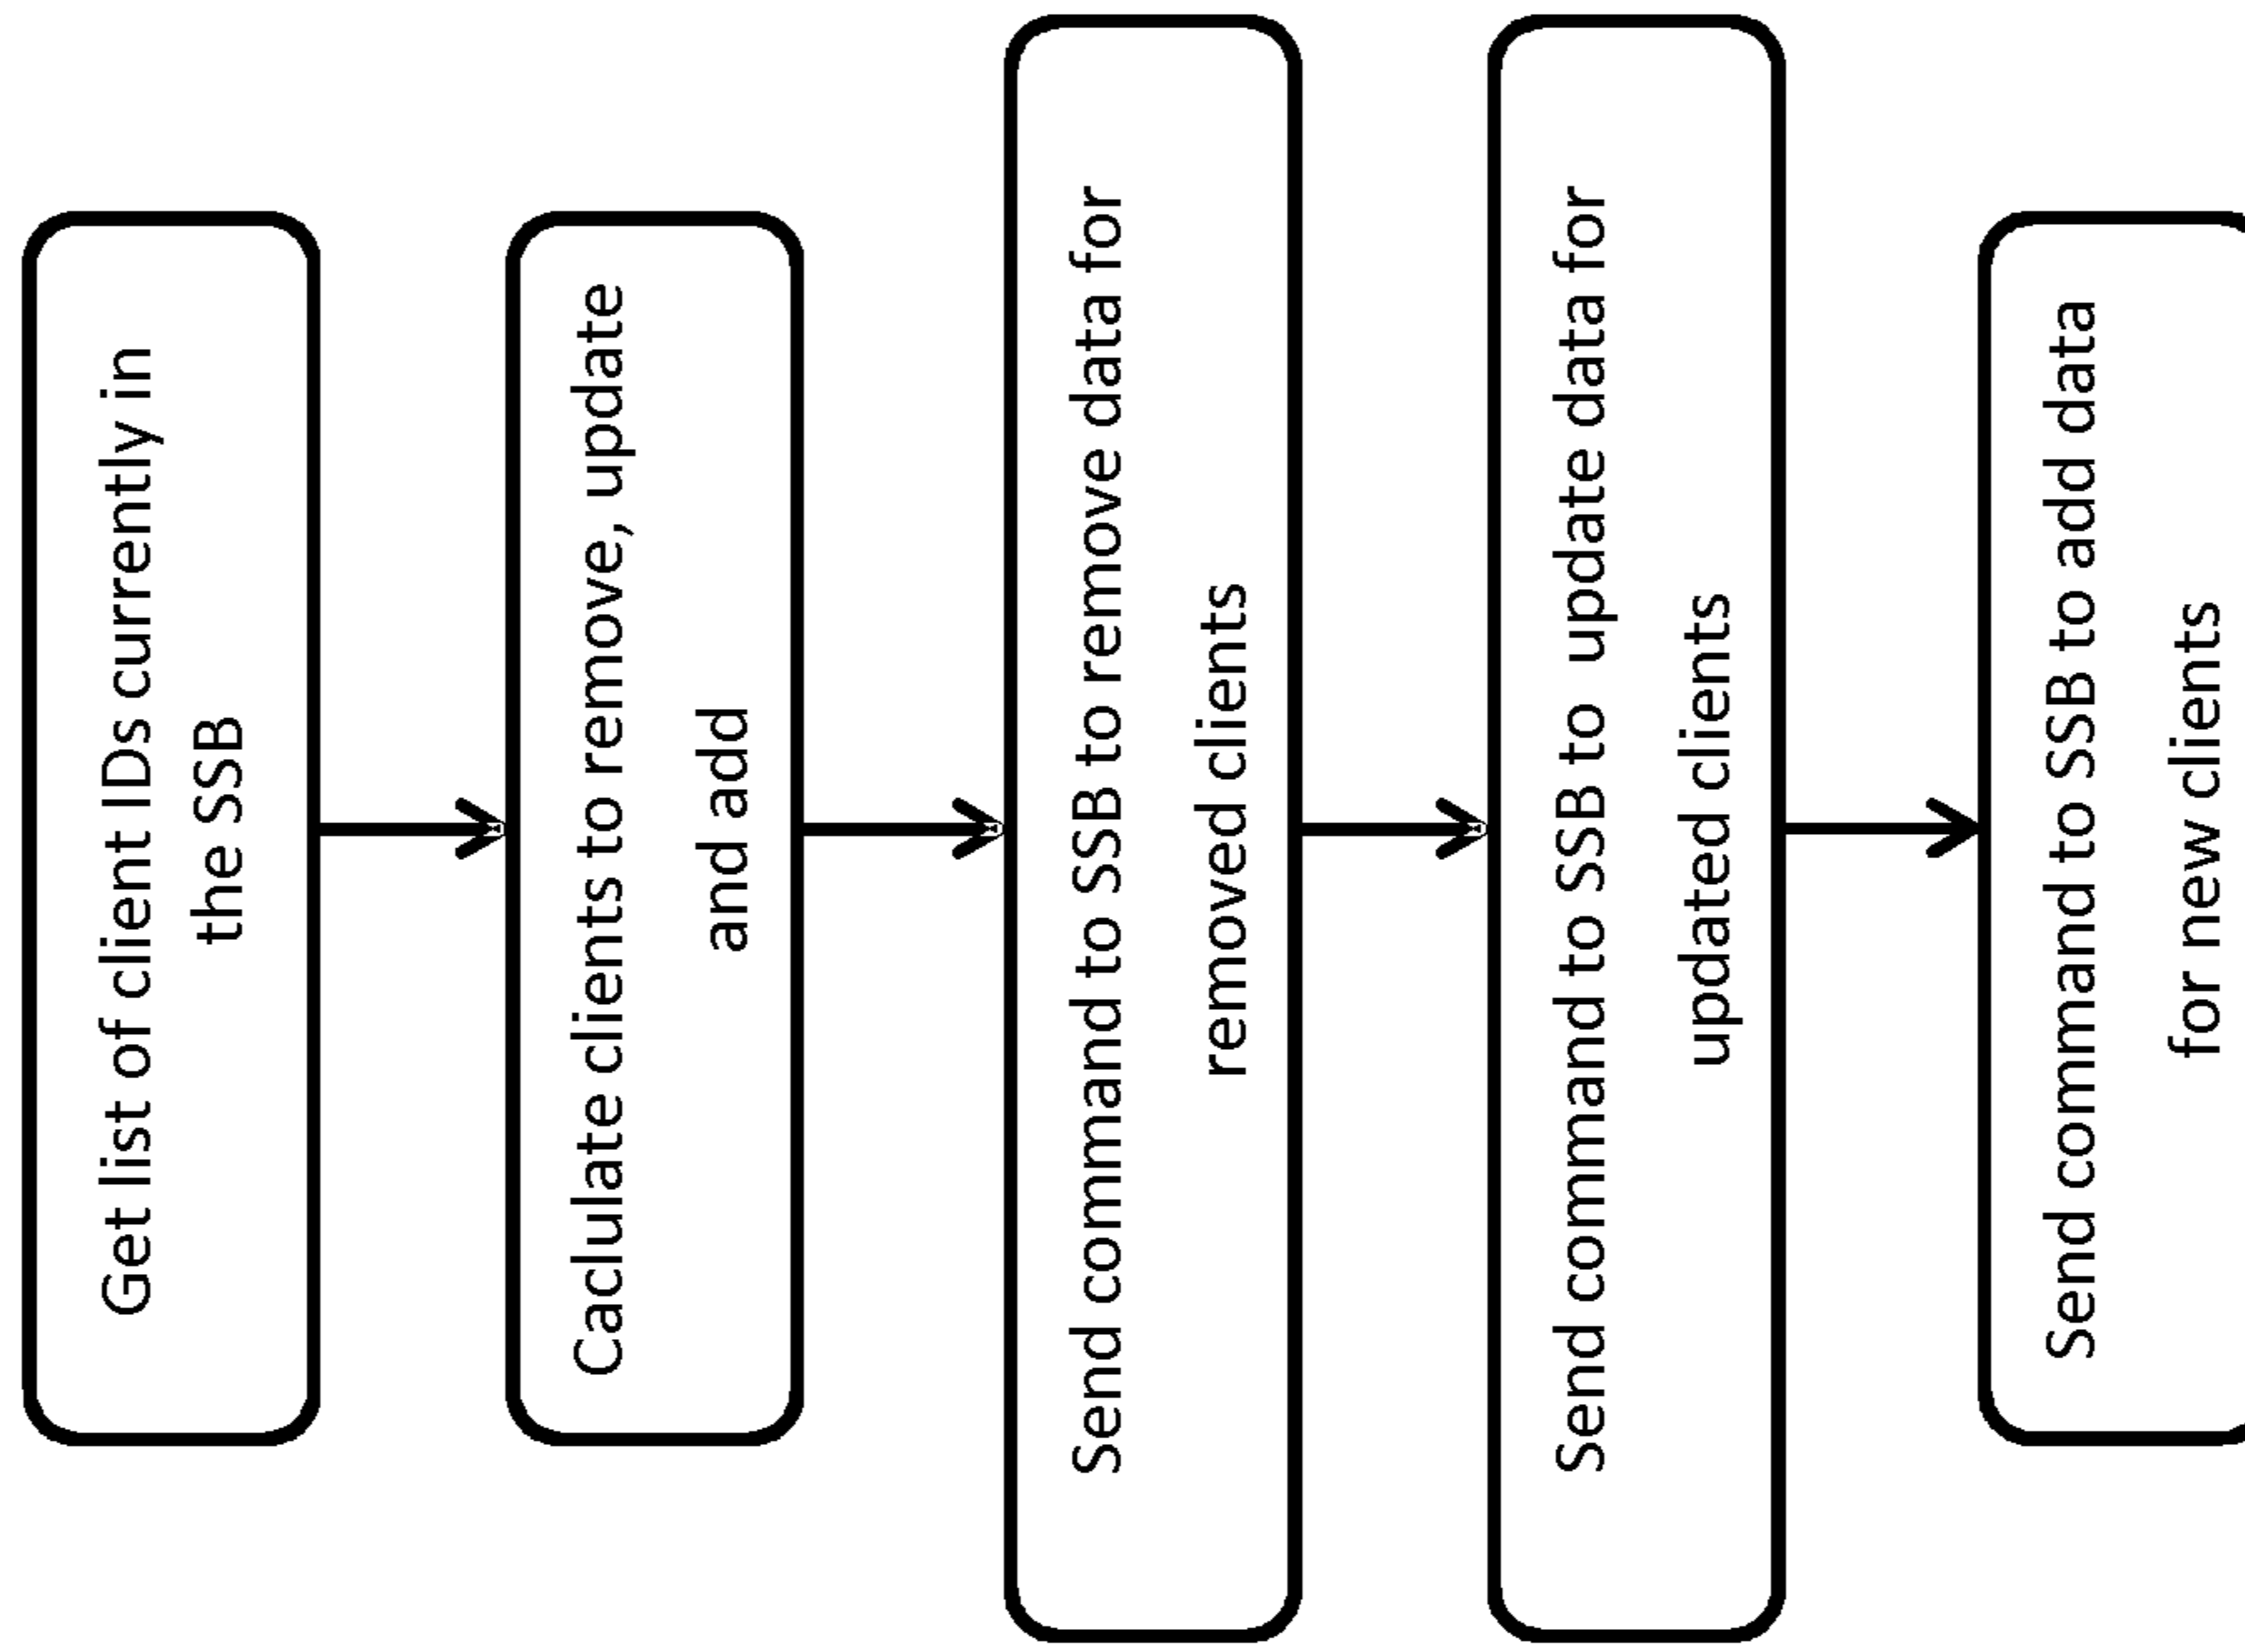 Get list of client IDs currently in
the SSB
Caclulate clients to remove, update
and add
Send command to SSB to remove data for
removed clients
Send command to SSB to  update data for
updated clients
Send command to SSB to add data
for new clients